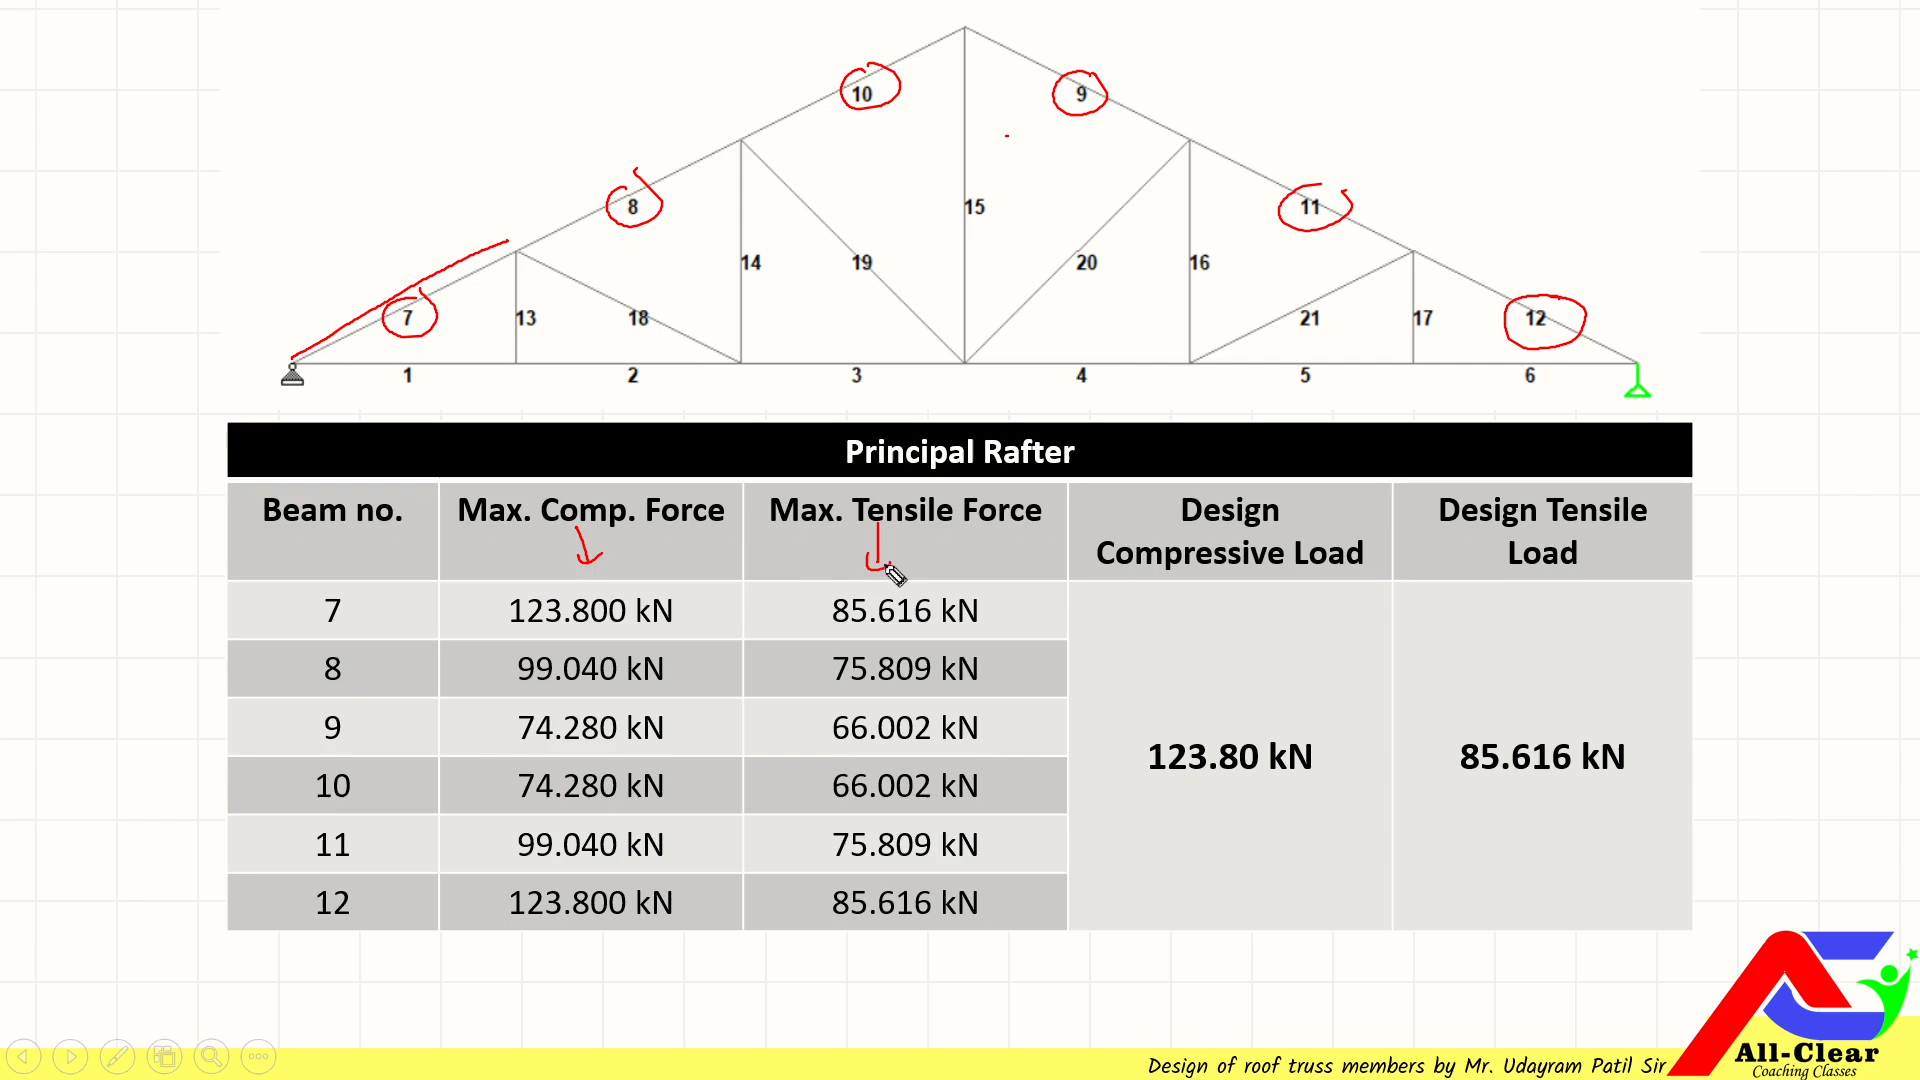 10 9
8 15 11
14 19 20 16
7 13 18 21 17 12
1 2 3 4 5 6
Principal Rafter
Beam no. Max. Comp. Force Max. Tensile Force Design Compressive Load Design Tensile Load
7 123.800 kN 85.616 kN
8 99.040 kN 75.809 kN
9 74.280 kN 66.002 kN
10 74.280 kN 66.002 kN
11 99.040 kN 75.809 kN
12 123.800 kN 85.616 kN
123.80 kN 85.616 kN
Design of roof truss members by Mr. Udayram Patil Sir
All-Clear
Coaching Classes